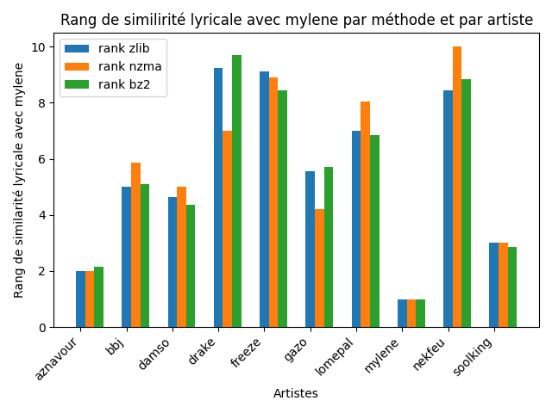 Rang de similirité lyricale avec mylene par méthode et par artiste
rank zlib
rank nzma
rank bz2
Rang de similarité lyricale avec mylene
10
8
6
4
2
0
aznavour
bbj
damso
drake
freeze
gazo
lomepal
mylene
nekfeu
soolking
Artistes